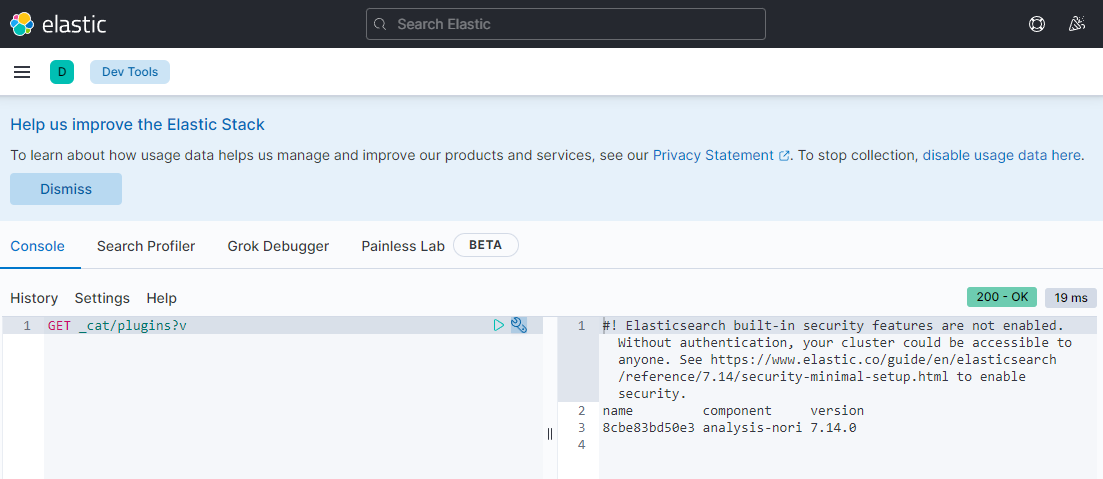 elastic
Search Elastic
D
Dev Tools
Help us improve the Elastic Stack
To learn about how usage data helps us manage and improve our products and services, see our Privacy Statement. To stop collection, disable usage data here.
Dismiss
Console Search Profiler Grok Debugger Painless Lab BETA
History Settings Help
200 - OK 19 ms
1 GET _cat/plugins?v
1 #! Elasticsearch built-in security features are not enabled.
Without authentication, your cluster could be accessible to
anyone. See https://www.elastic.co/guide/en/elasticsearch
/reference/7.14/security-minimal-setup.html to enable
security.
2 name component version
3 8cbe83bd50e3 analysis-nori 7.14.0
4